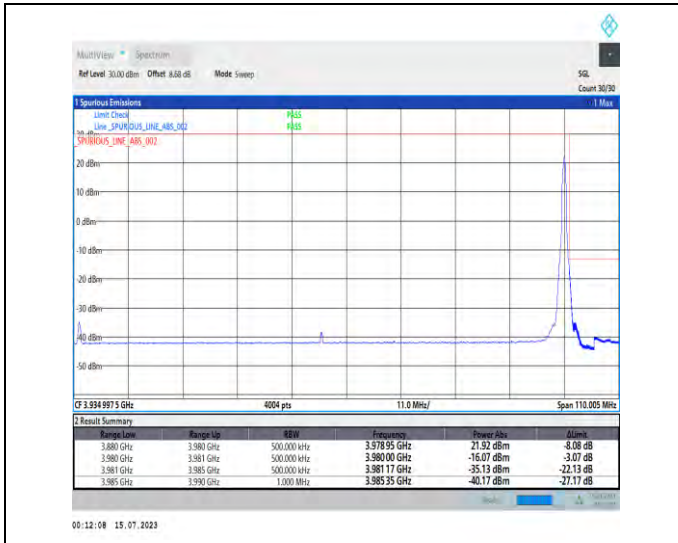 MultiView Spectrum
Ref Level 30.00 dBm Offset 8.68 dB Mode Sweep SGL
Count 30/30
1 Spurious Emissions 1 Max
Limit Check PASS
Line _SPURIOUS_LINE_ABS_002 PASS
_SPURIOUS_LINE_ABS_002
20 dBm
10 dBm
0 dBm
-10 dBm
-20 dBm
-30 dBm
-40 dBm
-50 dBm
CF 3.934 997 5 GHz 4004 pts 11.0 MHz/ Span 110.005 MHz
2 Result Summary
Range Low Range Up RBW Frequency Power Abs ΔLimit
3.880 GHz 3.980 GHz 500.000 kHz 3.978 95 GHz 21.92 dBm -8.08 dB
3.980 GHz 3.981 GHz 500.000 kHz 3.980 00 GHz -16.07 dBm -3.07 dB
3.981 GHz 3.985 GHz 500.000 kHz 3.981 17 GHz -35.13 dBm -22.13 dB
3.985 GHz 3.990 GHz 1.000 MHz 3.985 35 GHz -40.17 dBm -27.17 dB
00:12:08 15.07.2023